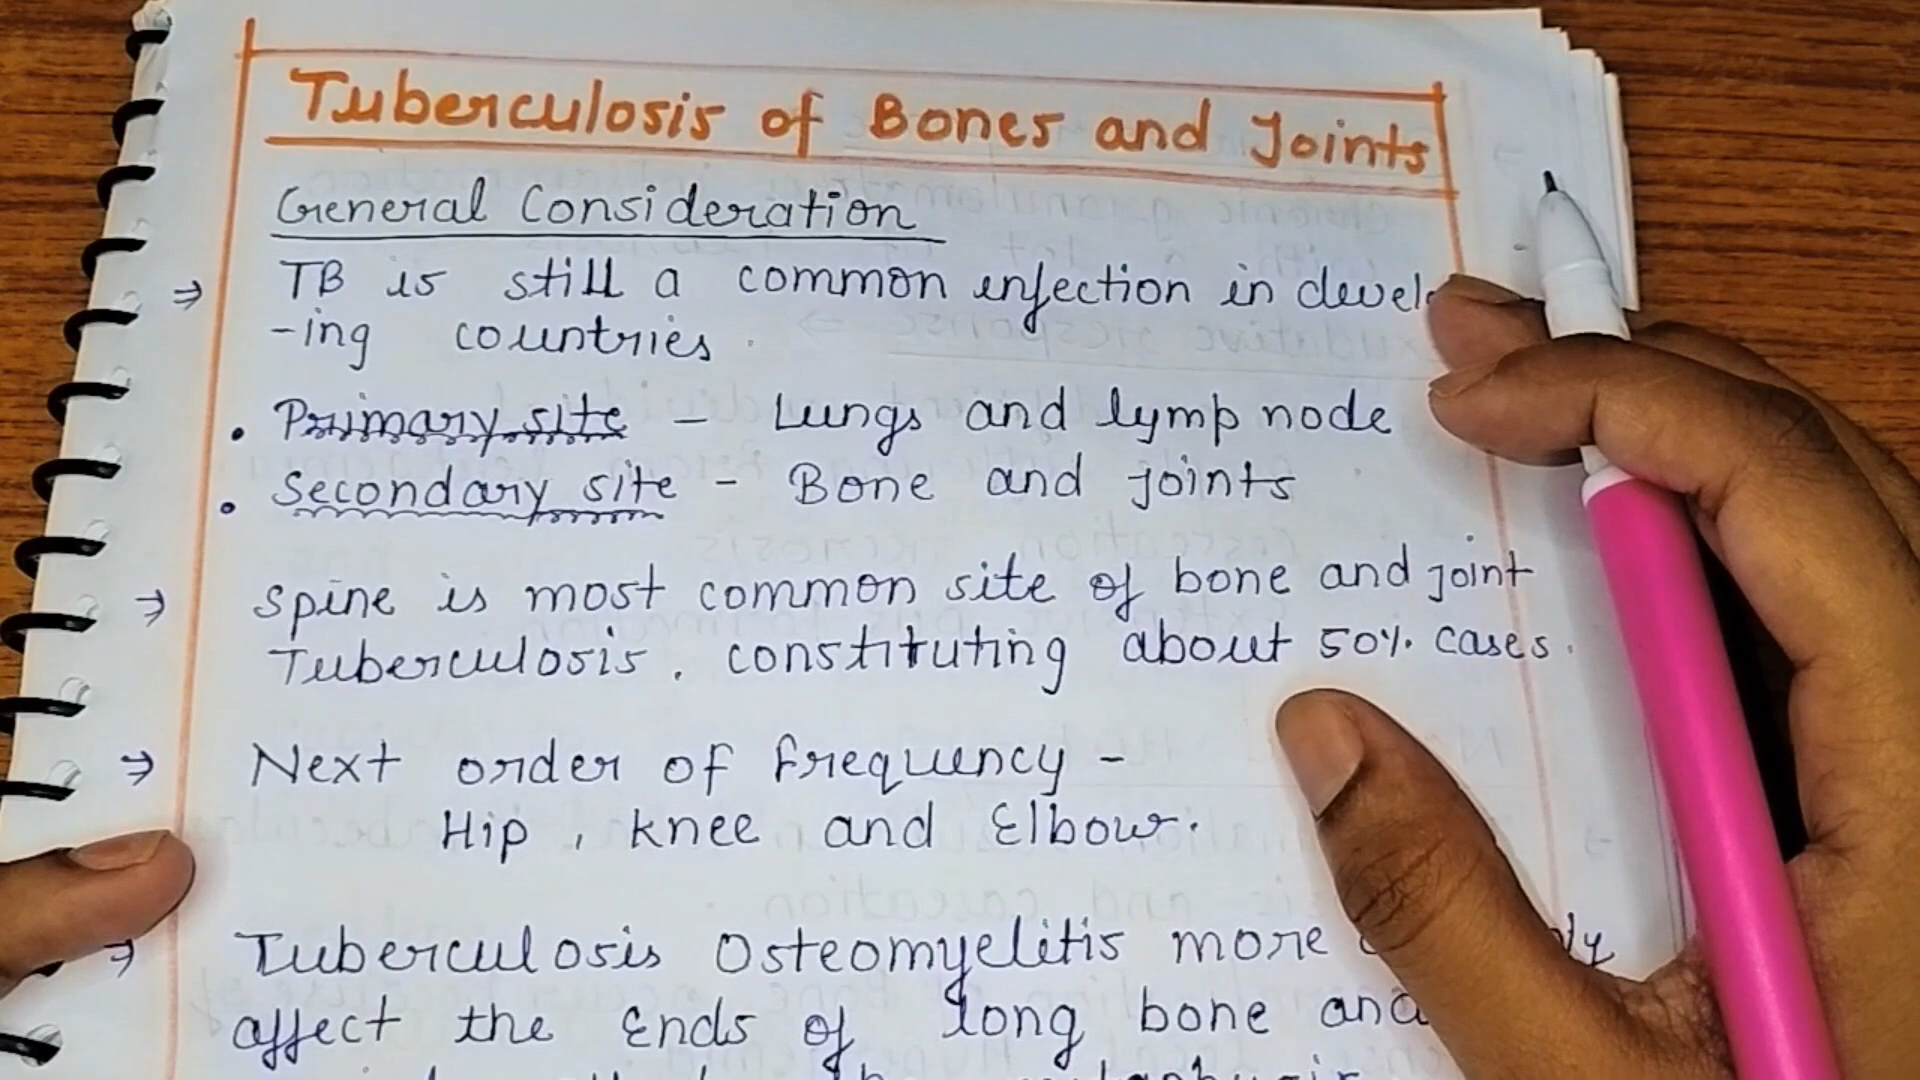 Tuberculosis of Bones and Joints
General Consideration
⇒ TB is still a common infection in devel
-ing countries.
• Primary site - Lungs and lymp node
• Secondary site - Bone and joints
⇒ Spine is most common site of bone and joint
Tuberculosis. constituting about 50% cases.
⇒ Next order of frequency -
Hip, knee and Elbow.
⇒ Tuberculosis Osteomyelitis more
affect the Ends of long bone and